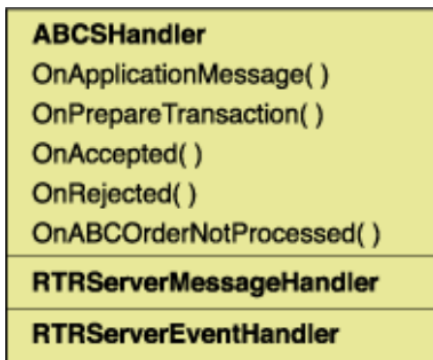 ABCSHandler
OnApplicationMessage( )
OnPrepareTransaction( )
OnAccepted( )
OnRejected( )
OnABCOrderNotProcessed( )
RTRServerMessageHandler
RTRServerEventHandler